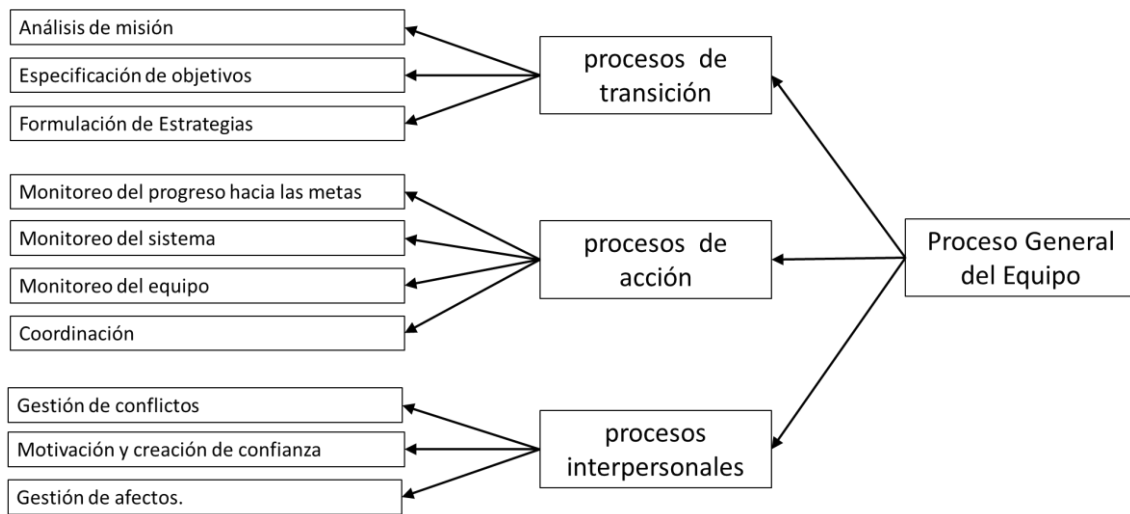 Análisis de misión
Especificación de objetivos
Formulación de Estrategias
procesos de
transición
Monitoreo del progreso hacia las metas
Monitoreo del sistema
Monitoreo del equipo
Coordinación
procesos de
acción
Proceso General
del Equipo
Gestión de conflictos
Motivación y creación de confianza
Gestión de afectos.
procesos
interpersonales